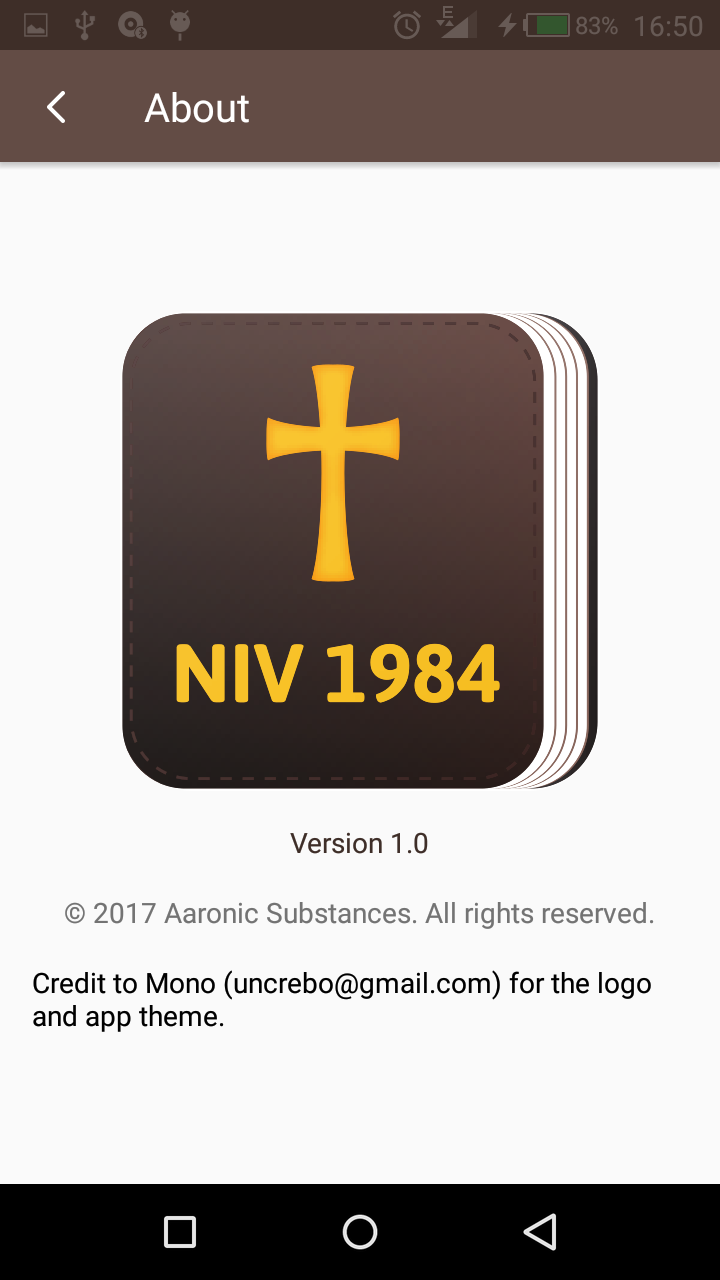 E
83%
16:50
About
NIV 1984
Version 1.0
© 2017 Aaronic Substances. All rights reserved.
Credit to Mono (uncrebo@gmail.com) for the logo
and app theme.